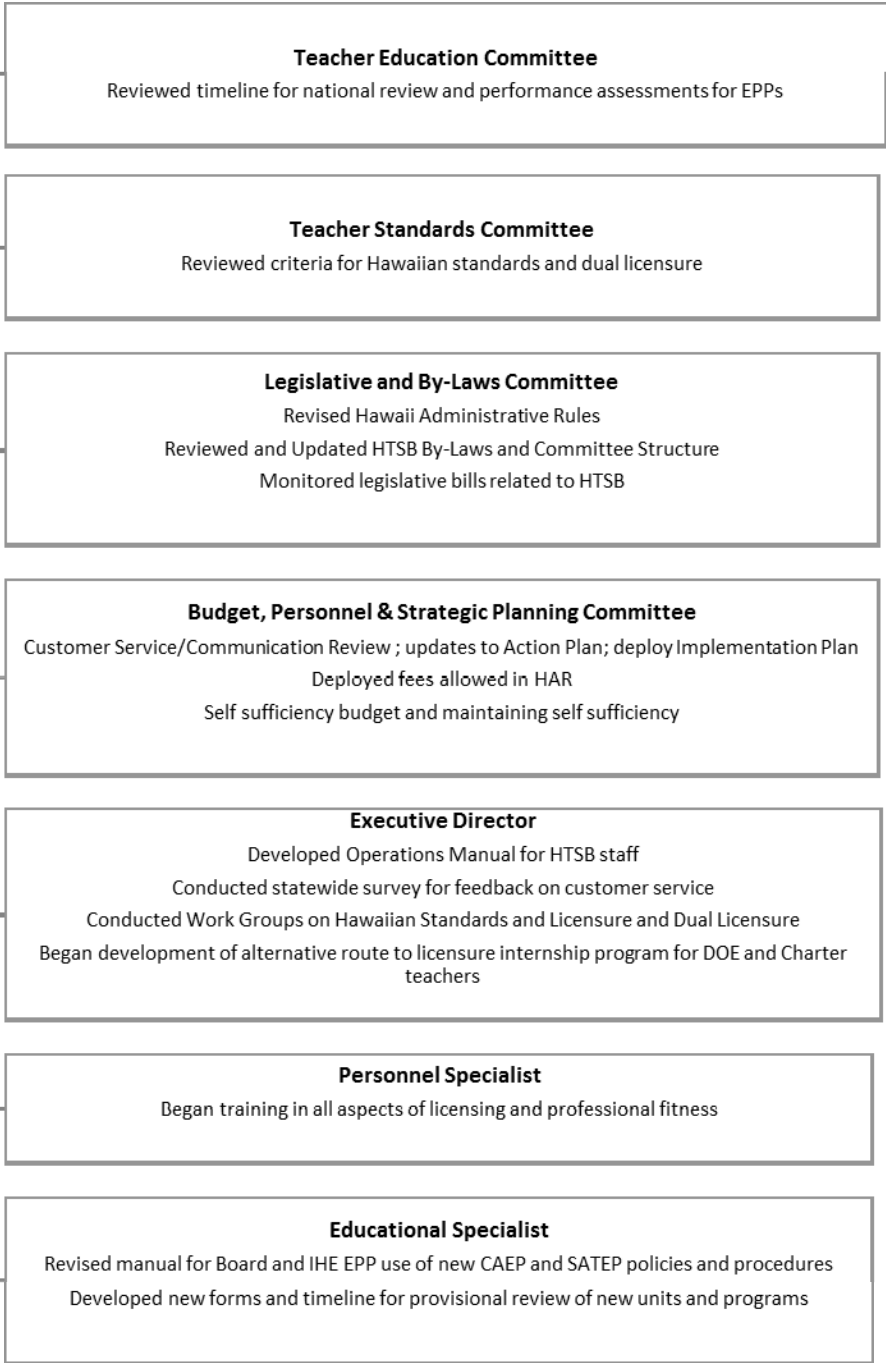 Teacher Education Committee
Reviewed timeline for national review and performance assessments for EPPs
Teacher Standards Committee
Reviewed criteria for Hawaiian standards and dual licensure
Legislative and By-Laws Committee
Revised Hawaii Administrative Rules
Reviewed and Updated HTSB By-Laws and Committee Structure
Monitored legislative bills related to HTSB
Budget, Personnel & Strategic Planning Committee
Customer Service/Communication Review ; updates to Action Plan; deploy Implementation Plan
Deployed fees allowed in HAR
Self sufficiency budget and maintaining self sufficiency
Executive Director
Developed Operations Manual for HTSB staff
Conducted statewide survey for feedback on customer service
Conducted Work Groups on Hawaiian Standards and Licensure and Dual Licensure
Began development of alternative route to licensure internship program for DOE and Charter
teachers
Personnel Specialist
Began training in all aspects of licensing and professional fitness
Educational Specialist
Revised manual for Board and IHE EPP use of new CAEP and SATEP policies and procedures
Developed new forms and timeline for provisional review of new units and programs